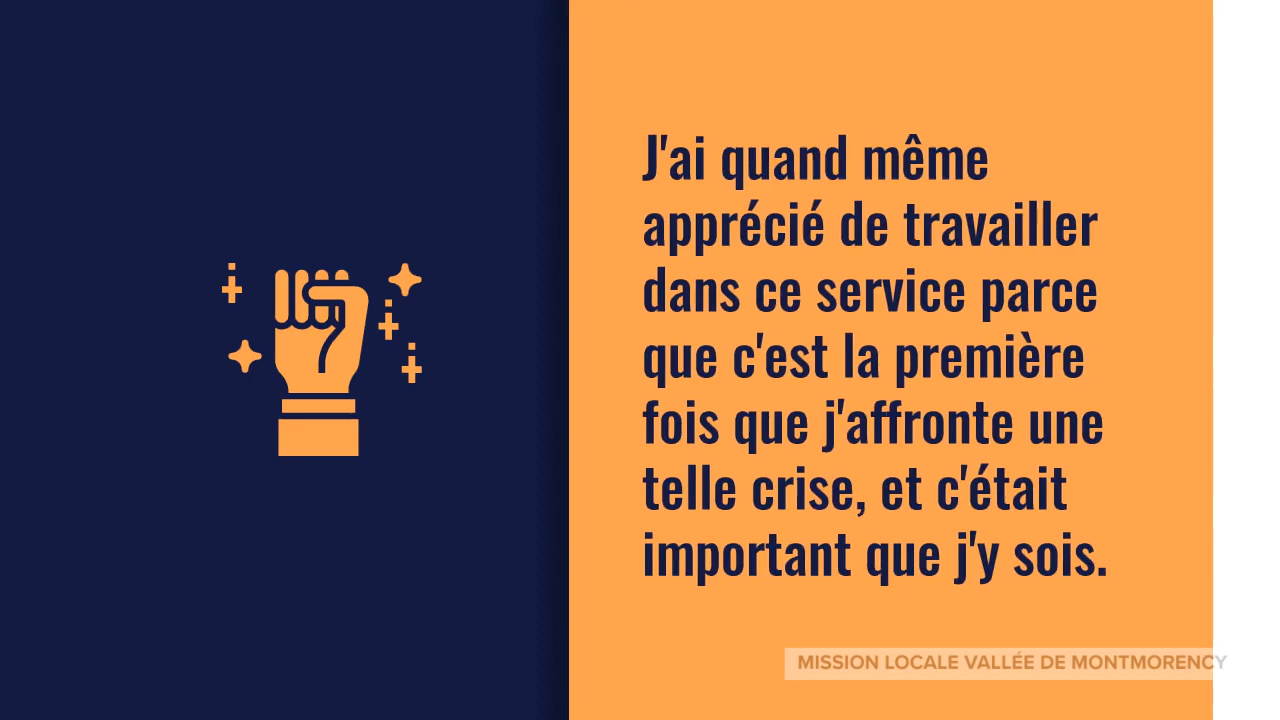 J'ai quand même
apprécié de travailler
dans ce service parce
que c'est la première
fois que j'affronte une
telle crise, et c'était
important que j'y sois.
MISSION LOCALE VALLÉE DE MONTMORENCY